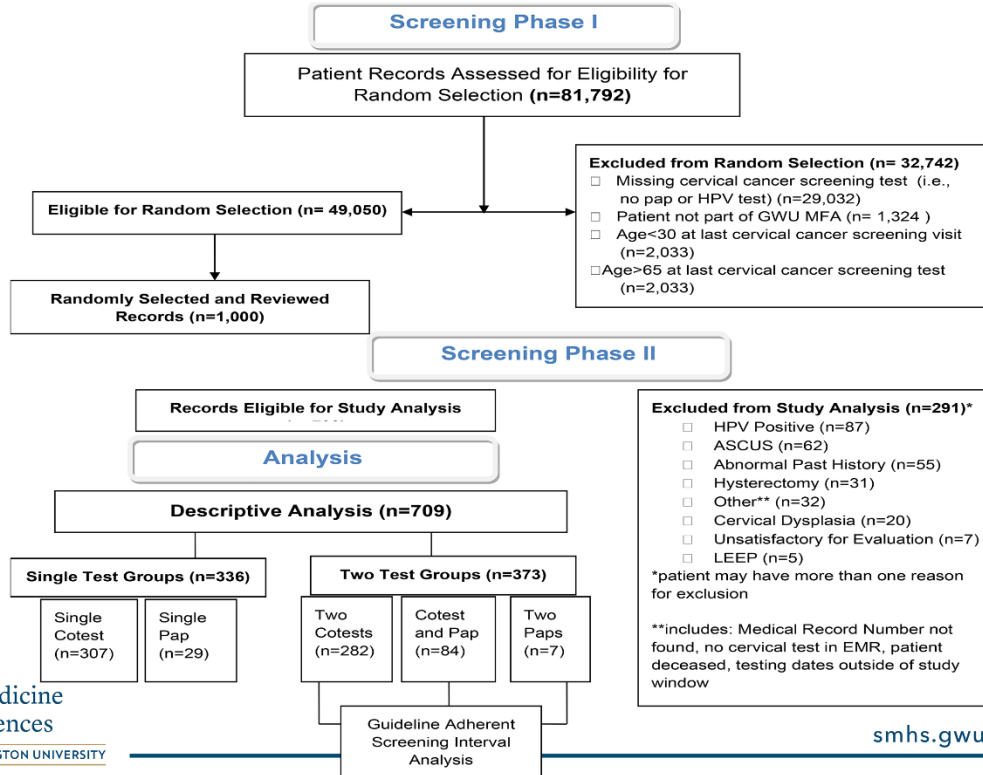 Screening Phase I
Patient Records Assessed for Eligibility for
Random Selection (n=81,792)
Excluded from Random Selection (n= 32,742)
□ Missing cervical cancer screening test (i.e.,
no pap or HPV test) (n=29,032)
□ Patient not part of GWU MFA (n= 1,324 )
□ Age<30 at last cervical cancer screening visit
(n=2,033)
□Age>65 at last cervical cancer screening test
(n=2,033)
Eligible for Random Selection (n= 49,050)
Randomly Selected and Reviewed
Records (n=1,000)
Screening Phase II
Records Eligible for Study Analysis
Excluded from Study Analysis (n=291)*
□ HPV Positive (n=87)
□ ASCUS (n=62)
□ Abnormal Past History (n=55)
□ Hysterectomy (n=31)
□ Other** (n=32)
□ Cervical Dysplasia (n=20)
□ Unsatisfactory for Evaluation (n=7)
□ LEEP (n=5)
*patient may have more than one reason
for exclusion
**includes: Medical Record Number not
found, no cervical test in EMR, patient
deceased, testing dates outside of study
window
Analysis
Descriptive Analysis (n=709)
Single Test Groups (n=336)
Two Test Groups (n=373)
Single
Cotest
(n=307)
Single
Pap
(n=29)
Two
Cotests
(n=282)
Cotest
and Pap
(n=84)
Two
Paps
(n=7)
Guideline Adherent
Screening Interval
Analysis
dicine
ences
GTON UNIVERSITY
smhs.gwu